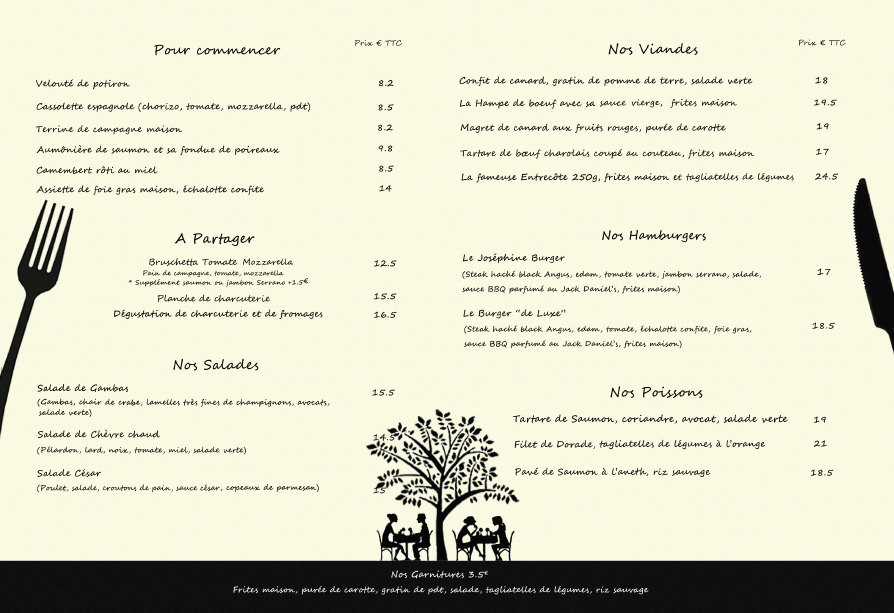 Pour commencer
Prix € TTC
Velouté de potiron 8.2
Cassolette espagnole (chorizo, tomate, mozzarella, pdt) 8.5
Terrine de campagne maison 8.2
Aumônière de saumon et sa fondue de poireaux 9.8
Camembert rôti au miel 8.5
Assiette de foie gras maison, échalotte confite 14
A Partager
Bruschetta Tomate Mozzarella 12.5
Pain de campagne, tomate, mozzarella
* Supplément saumon ou jambon Serrano +1.5€
Planche de charcuterie 15.5
Dégustation de charcuterie et de fromages 16.5
Nos Salades
Salade de Gambas 15.5
(Gambas, chair de crabe, lamelles très fines de champignons, avocats,
salade verte)
Salade de Chèvre chaud 14.5
(Pélardon, lard, noix, tomate, miel, salade verte)
Salade César
(Poulet, salade, croutons de pain, sauce césar, copeaux de parmesan) 15
Nos Viandes
Prix € TTC
Confit de canard, gratin de pomme de terre, salade verte 18
La Hampe de bœuf avec sa sauce vierge, frites maison 19.5
Magret de canard aux fruits rouges, purée de carotte 19
Tartare de bœuf charolais coupé au couteau, frites maison 17
La fameuse Entrecôte 250g, frites maison et tagliatelles de légumes 24.5
Nos Hamburgers
Le Joséphine Burger
(Steak haché black Angus, edam, tomate verte, jambon serrano, salade, 17
sauce BBQ parfumé au Jack Daniel's, frites maison)
Le Burger "de Luxe"
(Steak haché black Angus, edam, tomate, échalotte confite, foie gras, 18.5
sauce BBQ parfumé au Jack Daniel's, frites maison)
Nos Poissons
Tartare de Saumon, coriandre, avocat, salade verte 19
Filet de Dorade, tagliatelles de légumes à l'orange 21
Pavé de Saumon à l'aneth, riz sauvage 18.5
Nos Garnitures 3.5€
Frites maison, purée de carotte, gratin de pdt, salade, tagliatelles de légumes, riz sauvage